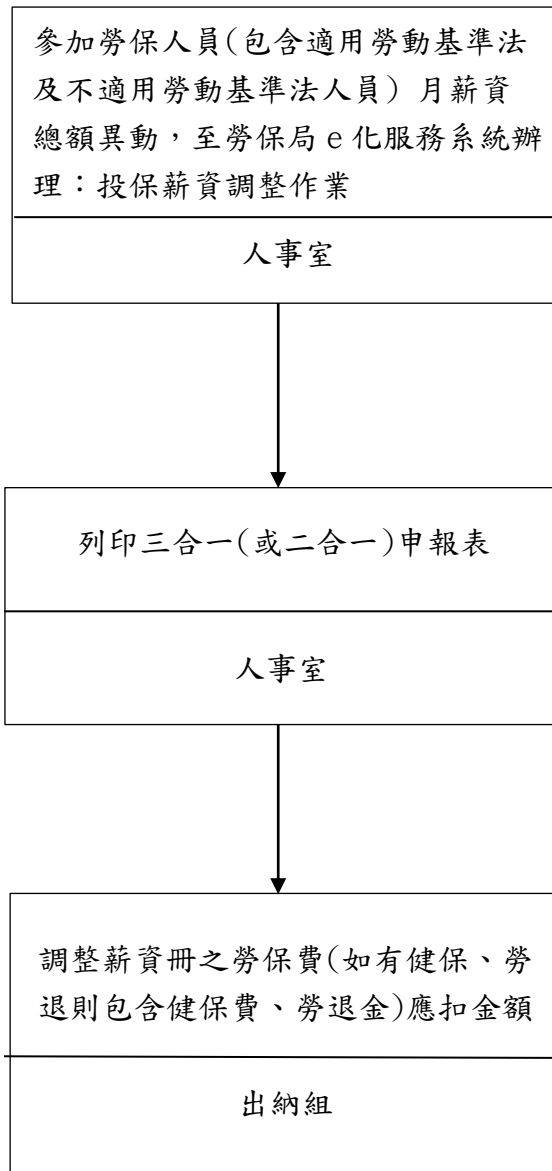 參加勞保人員(包含適用勞動基準法
及不適用勞動基準法人員) 月薪資
總額異動，至勞保局 e 化服務系統辦
理：投保薪資調整作業
人事室
列印三合一(或二合一)申報表
人事室
調整薪資冊之勞保費(如有健保、勞
退則包含健保費、勞退金)應扣金額
出納組